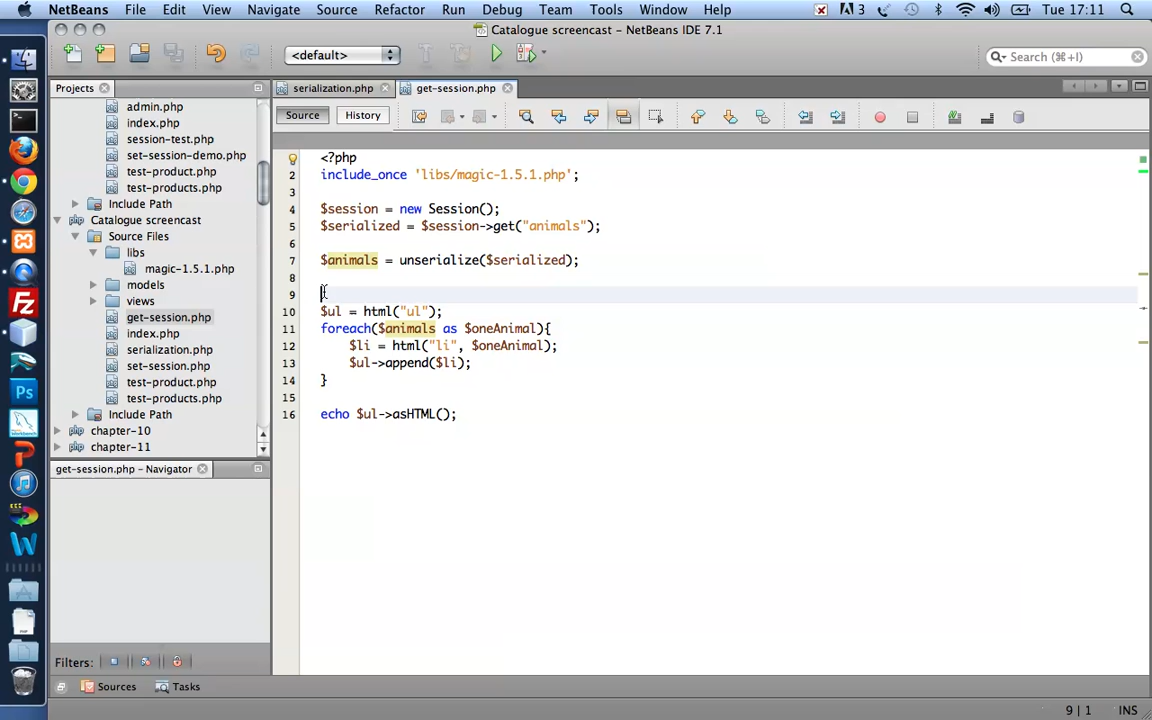 NetBeans File Edit View Navigate Source Refactor Run Debug Team Tools Window Help 3 Tue 17:11
Catalogue screencast - NetBeans IDE 7.1
<default> Search (⌘+I)
Projects serialization.php get-session.php
Source History
admin.php
index.php
session-test.php
set-session-demo.php
test-product.php
test-products.php
Include Path
Catalogue screencast
Source Files
libs
magic-1.5.1.php
models
views
get-session.php
index.php
serialization.php
set-session.php
test-product.php
test-products.php
Include Path
chapter-10
chapter-11
get-session.php - Navigator
Filters:
<?php
2 include_once 'libs/magic-1.5.1.php';
3
4 $session = new Session();
5 $serialized = $session->get("animals");
6
7 $animals = unserialize($serialized);
8
9
10 $ul = html("ul");
11 foreach($animals as $oneAnimal){
12 $li = html("li", $oneAnimal);
13 $ul->append($li);
14 }
15
16 echo $ul->asHTML();
Sources Tasks
9 | 1 INS